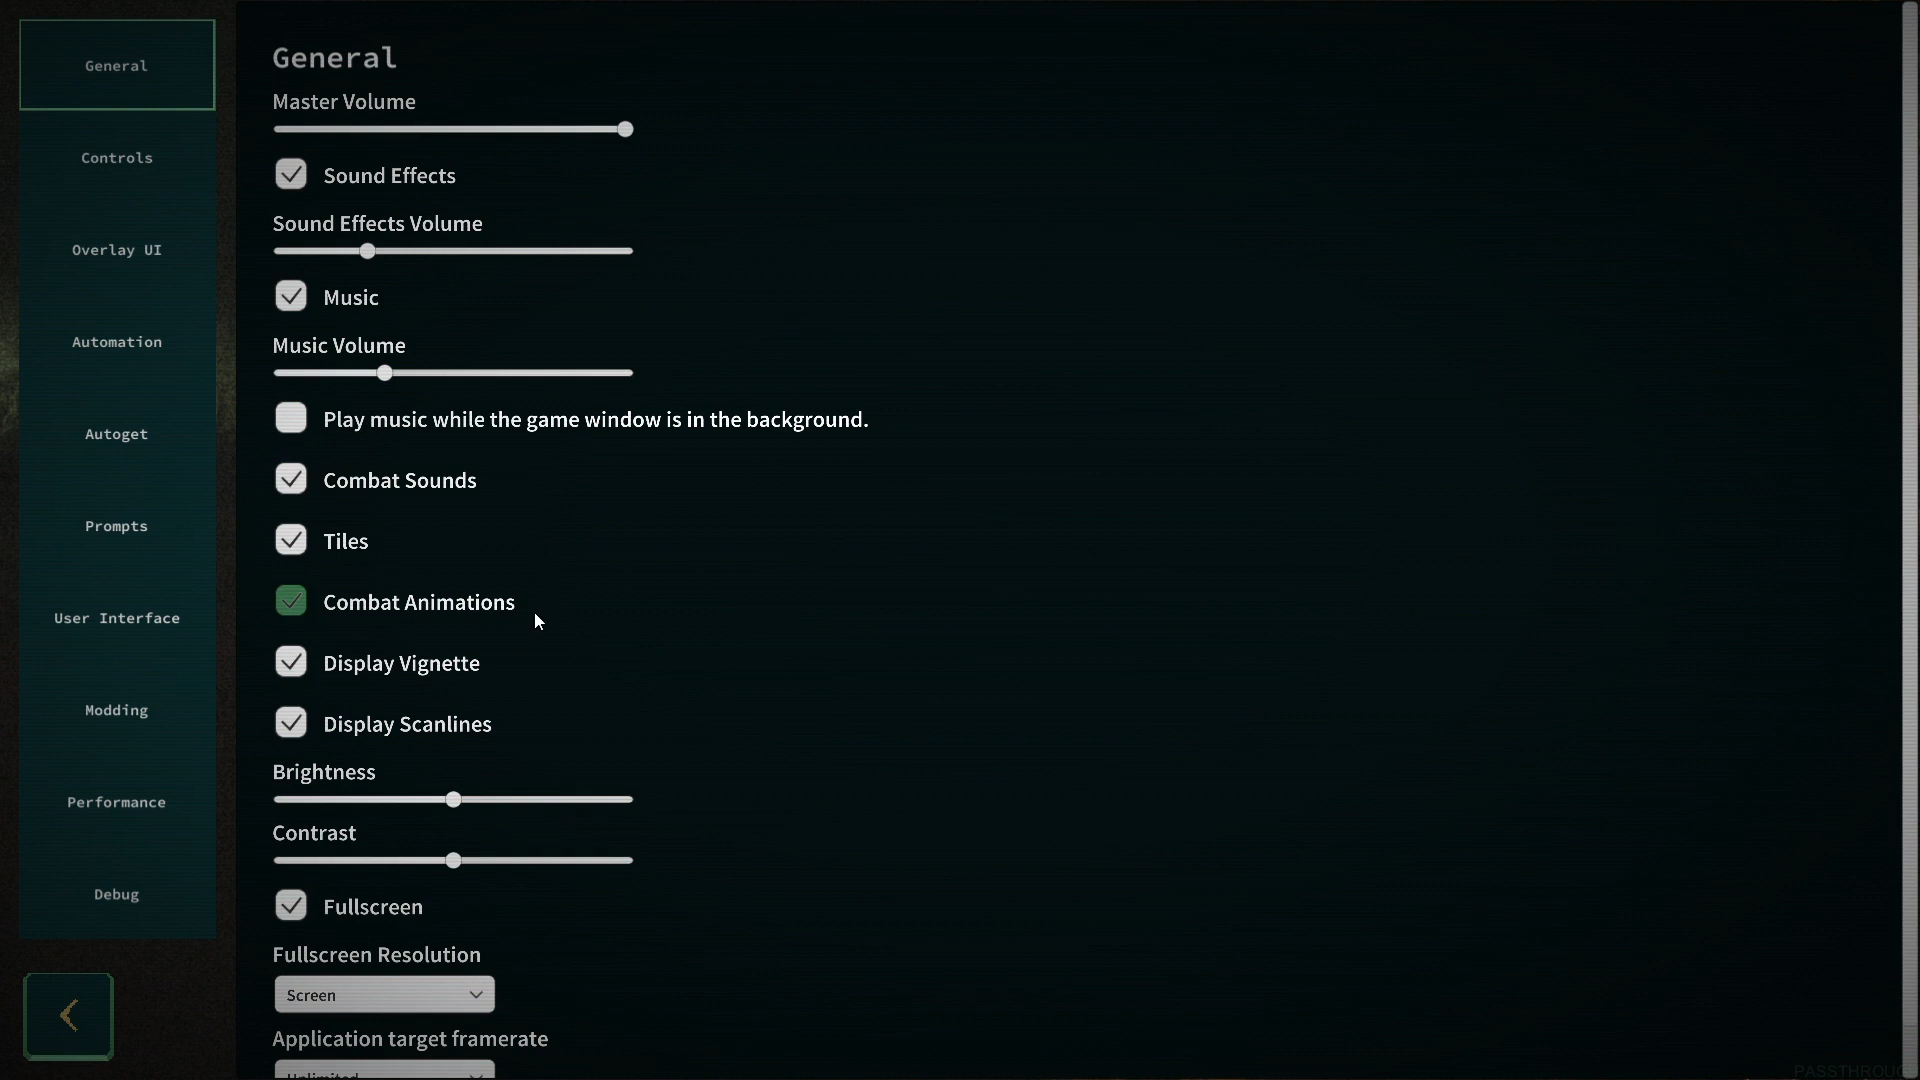 General
Controls
Overlay UI
Automation
Autoget
Prompts
User Interface
Modding
Performance
Debug
General
Master Volume
Sound Effects
Sound Effects Volume
Music
Music Volume
Play music while the game window is in the background.
Combat Sounds
Tiles
Combat Animations
Display Vignette
Display Scanlines
Brightness
Contrast
Fullscreen
Fullscreen Resolution
Screen
Application target framerate
Unlimited